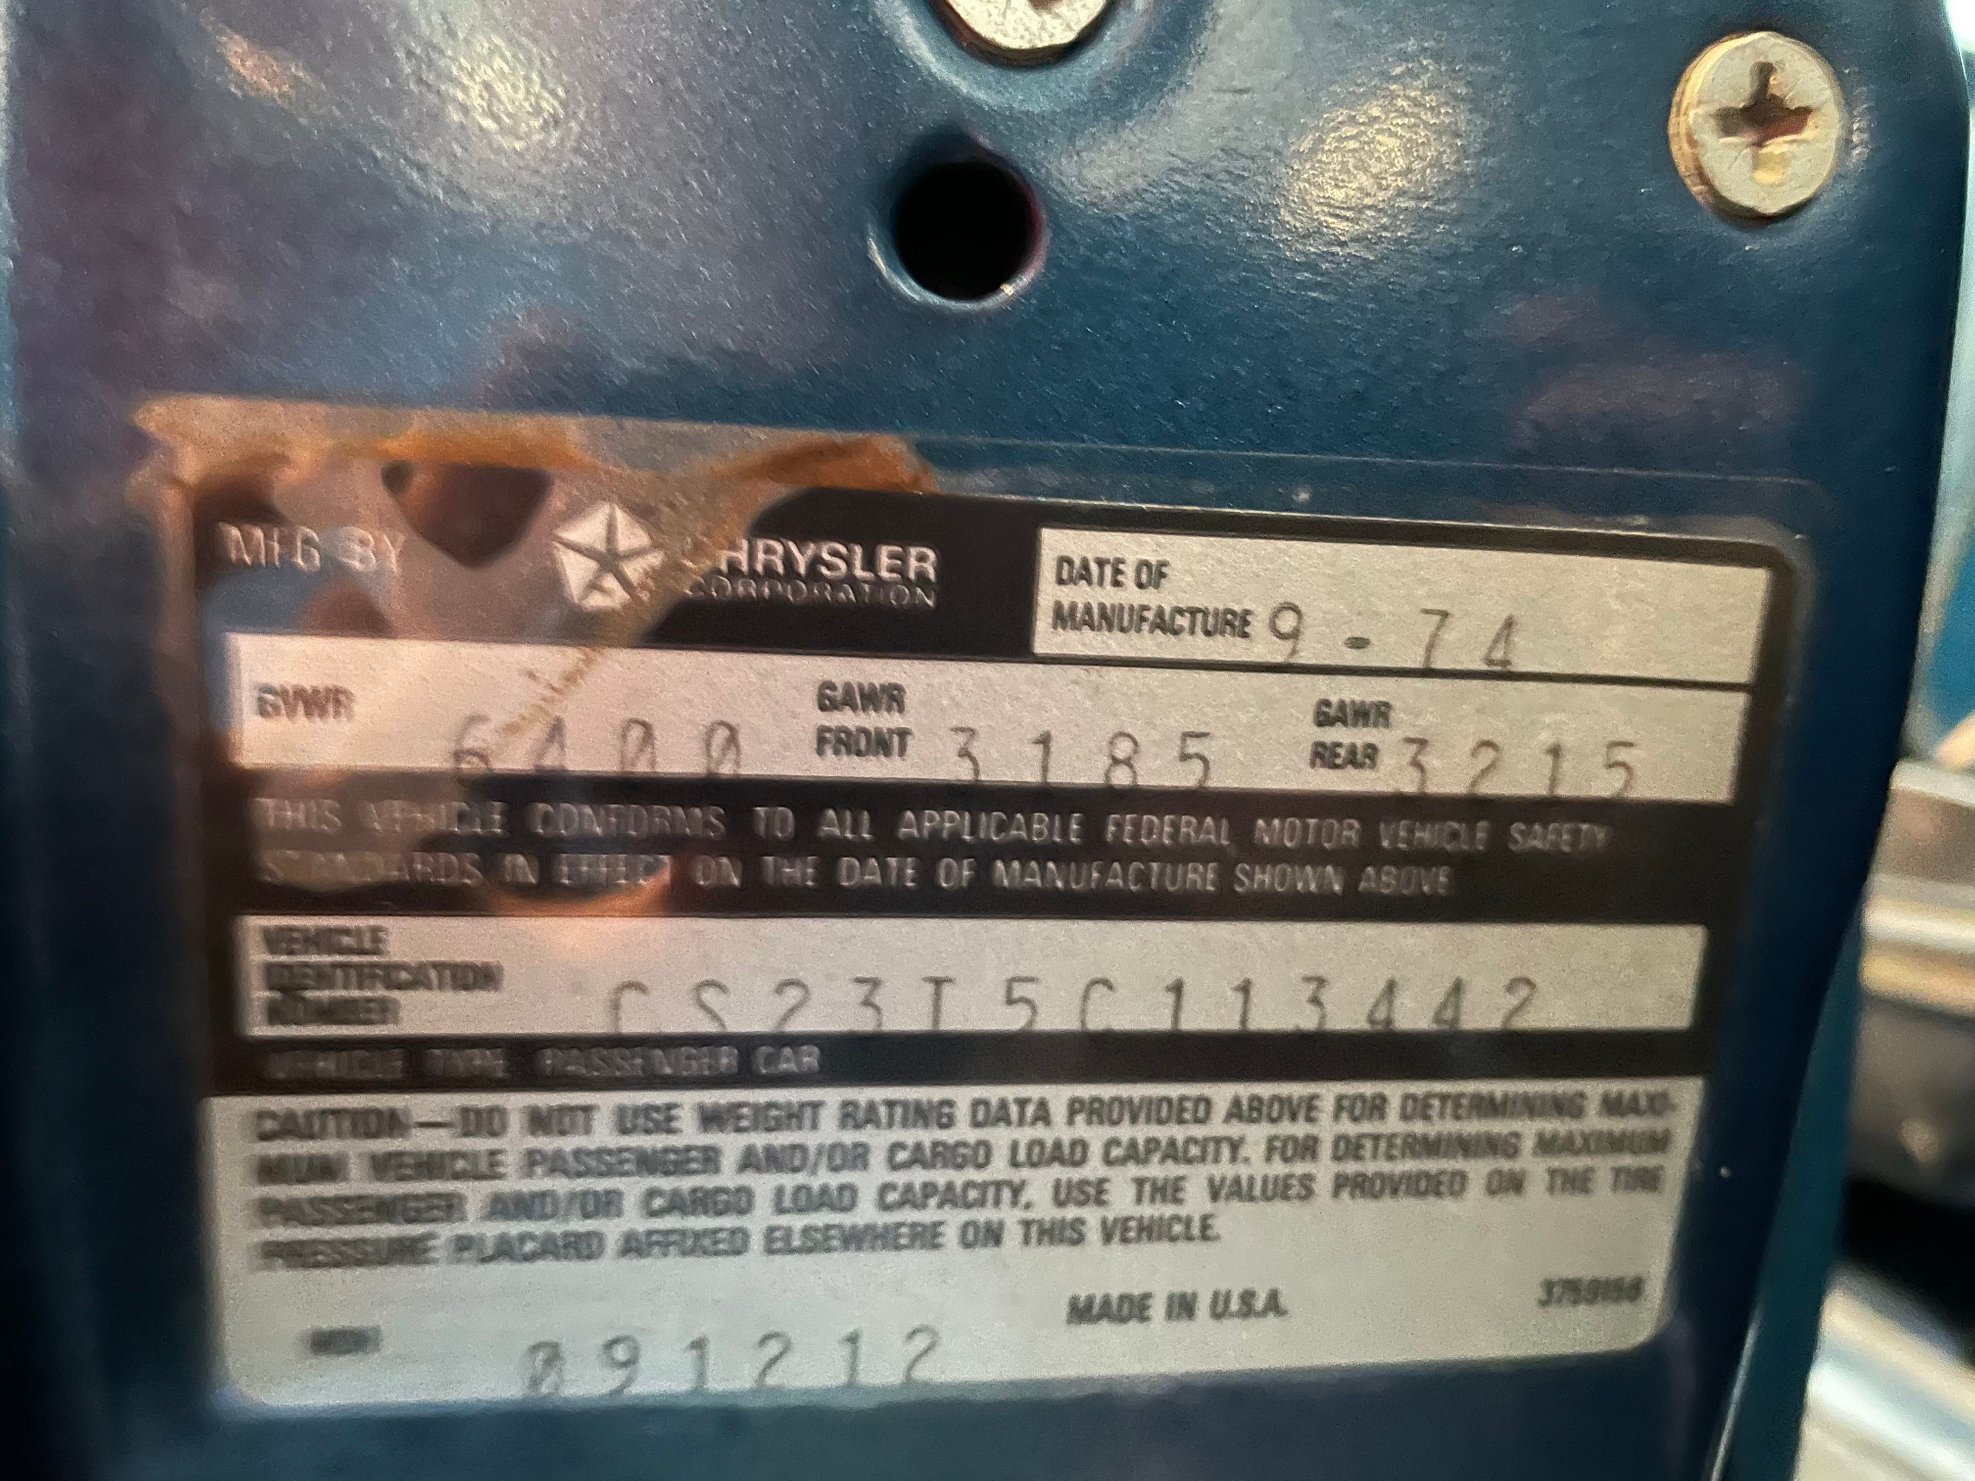 MFG BY CHRYSLER
CORPORATION
DATE OF
MANUFACTURE 9-74
GVWR 6400 GAWR FRONT 3185 GAWR REAR 3215
THIS VEHICLE CONFORMS TO ALL APPLICABLE FEDERAL MOTOR VEHICLE SAFETY
STANDARDS IN EFFECT ON THE DATE OF MANUFACTURE SHOWN ABOVE
VEHICLE
IDENTIFICATION
NUMBER CS23T5C113442
VEHICLE TYPE PASSENGER CAR
CAUTION—DO NOT USE WEIGHT RATING DATA PROVIDED ABOVE FOR DETERMINING MAXI-
MUM VEHICLE PASSENGER AND/OR CARGO LOAD CAPACITY. FOR DETERMINING MAXIMUM
PASSENGER AND/OR CARGO LOAD CAPACITY, USE THE VALUES PROVIDED ON THE TIRE
PRESSURE PLACARD AFFIXED ELSEWHERE ON THIS VEHICLE.
MADE IN U.S.A. 3759156
091212